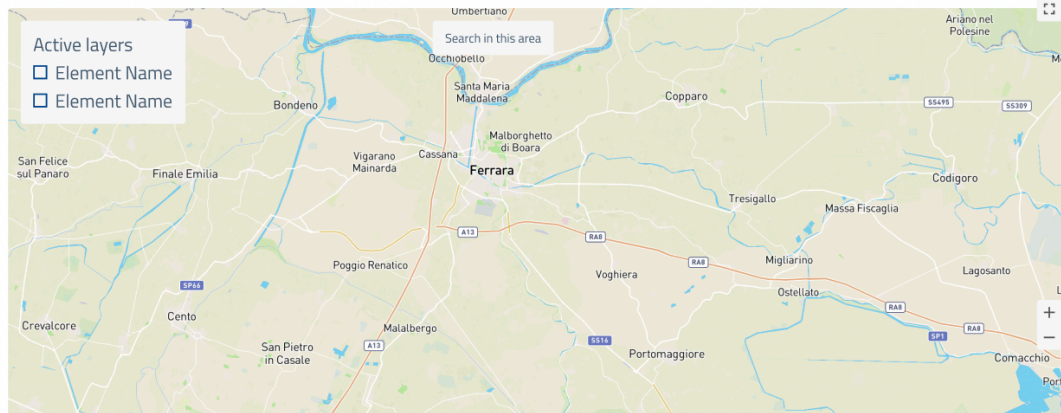 Umbertiano
Ariano nel
Polesine
Active layers
Element Name
Element Name
Search in this area
Occhiobello
Santa Maria
Maddalena
Bondeno
Copparo
SS495
SS309
Malborghetto
di Boara
San Felice
sul Panaro
Finale Emilia
Vigarano
Mainarda
Cassana
Ferrara
Codigoro
Tresigallo
Massa Fiscaglia
A13
RA8
Poggio Renatico
Voghiera
RA8
Migliarino
Lagosanto
SP66
Ostellato
RA8
Crevalcore
Cento
Malalbergo
RA8
SP1
San Pietro
in Casale
A13
SS16
Portomaggiore
Comacchio